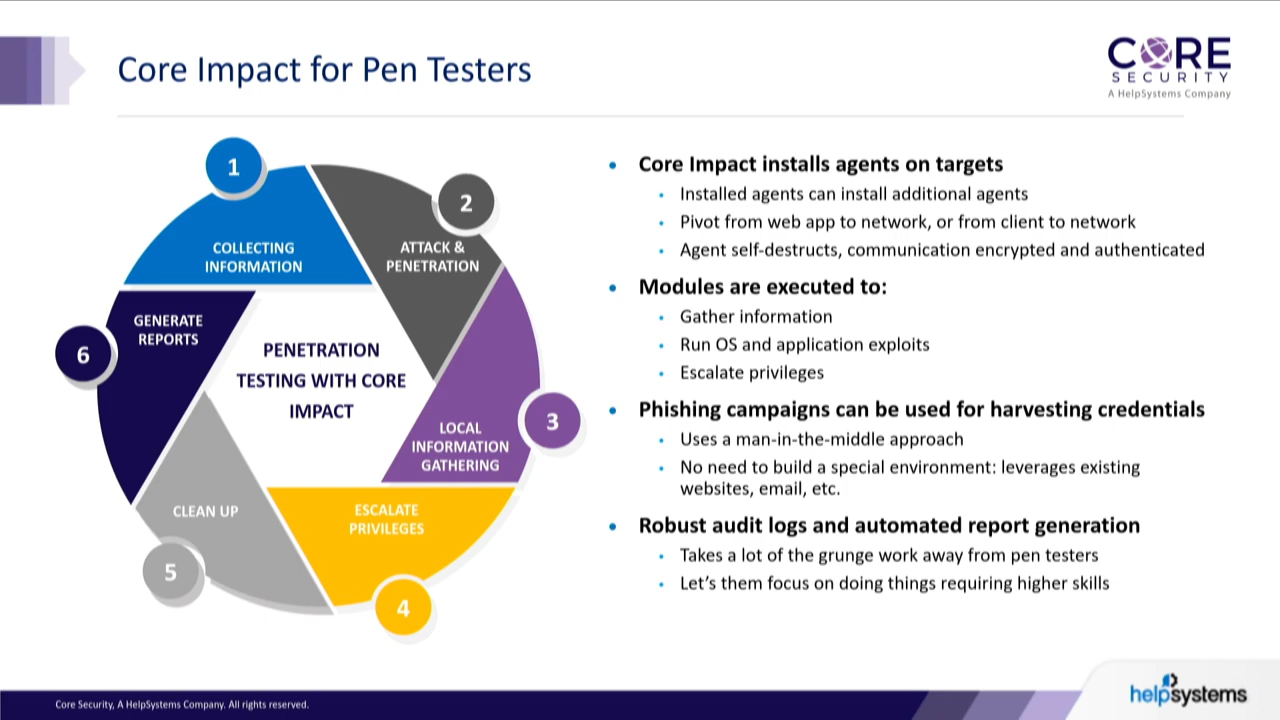 Core Impact for Pen Testers
CORE
SECURITY
A HelpSystems Company
1
COLLECTING
INFORMATION
2
ATTACK &
PENETRATION
3
LOCAL
INFORMATION
GATHERING
4
ESCALATE
PRIVILEGES
5
CLEAN UP
6
GENERATE
REPORTS
PENETRATION
TESTING WITH CORE
IMPACT
• Core Impact installs agents on targets
• Installed agents can install additional agents
• Pivot from web app to network, or from client to network
• Agent self-destructs, communication encrypted and authenticated
• Modules are executed to:
• Gather information
• Run OS and application exploits
• Escalate privileges
• Phishing campaigns can be used for harvesting credentials
• Uses a man-in-the-middle approach
• No need to build a special environment: leverages existing
websites, email, etc.
• Robust audit logs and automated report generation
• Takes a lot of the grunge work away from pen testers
• Let’s them focus on doing things requiring higher skills
Core Security, A HelpSystems Company. All rights reserved.
helpsystems